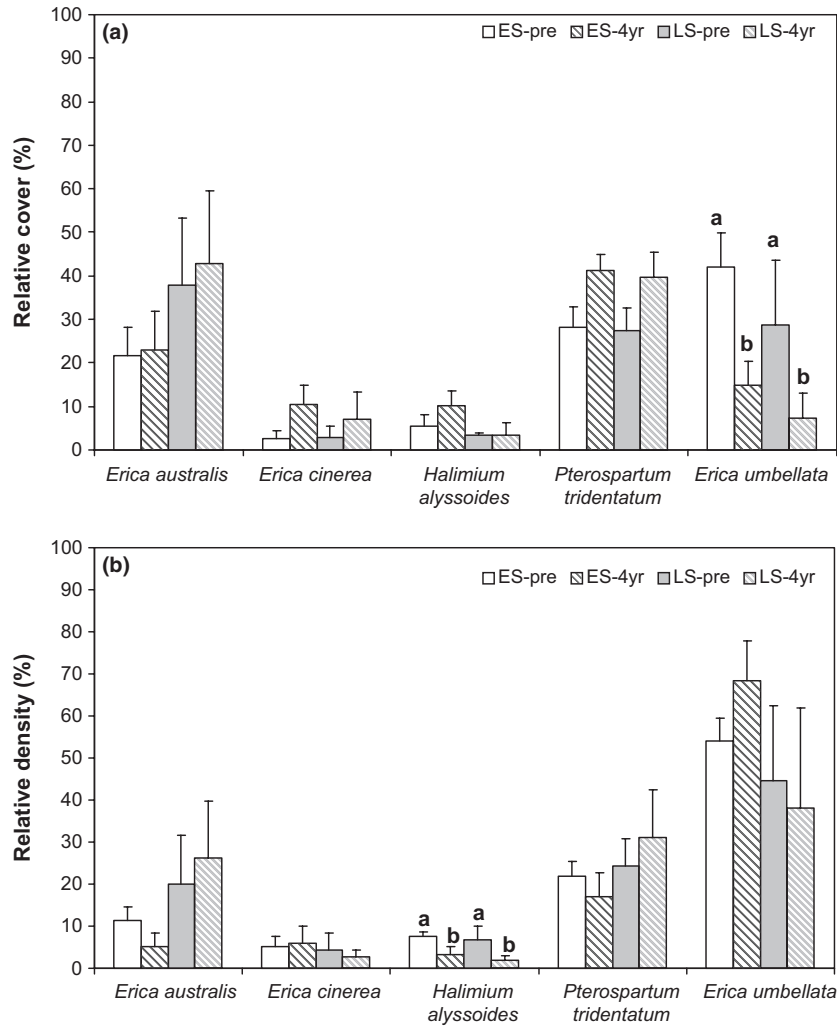 (a)
ES-pre ES-4yr LS-pre LS-4yr
Relative cover (%)
100
90
80
70
60
50
40
30
20
10
0
a
a
b
b
Erica australis Erica cinerea Halimium alyssoides Pterospartum tridentatum Erica umbellata
(b)
ES-pre ES-4yr LS-pre LS-4yr
Relative density (%)
100
90
80
70
60
50
40
30
20
10
0
a
b
a
b
Erica australis Erica cinerea Halimium alyssoides Pterospartum tridentatum Erica umbellata